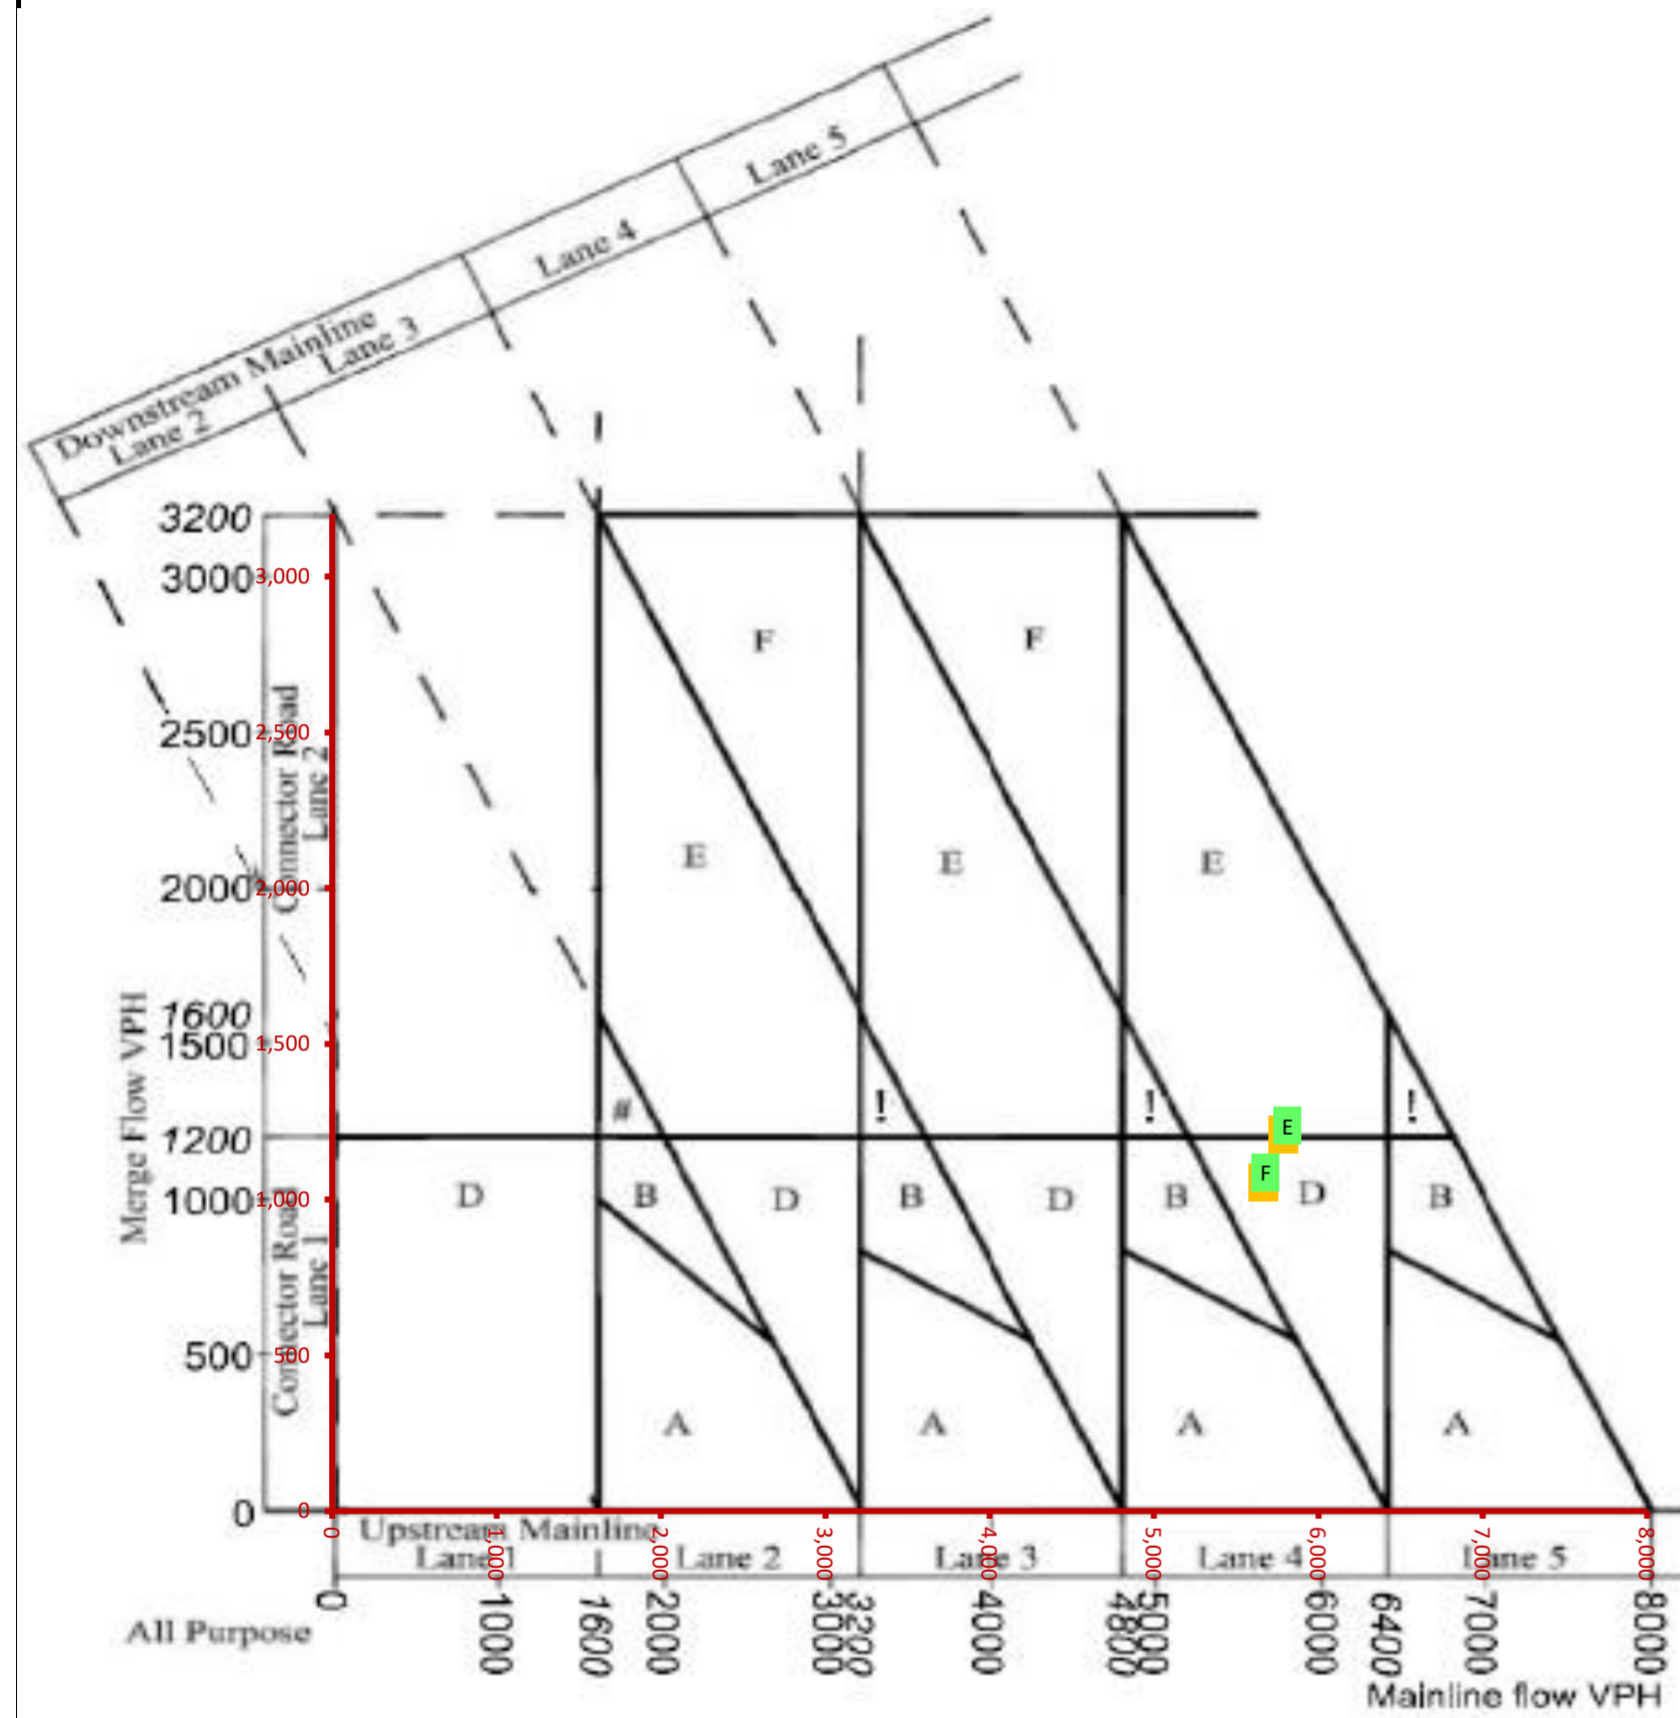 Lane 5
Lane 4
Downstream Mainline
Lane 3
Lane 2
3200
3000
3,000
F
F
2500
2,500
Connector Road
Lane 2
E
E
E
2000
2,000
Merge Flow VPH
1600
1500
1,500
#
!
!
!
E
1200
F
1000
1,000
D
B
D
B
D
B
D
B
Connector Road
Lane 1
500
500
A
A
A
A
0
0
0
1,000
2,000
3,000
4,000
5,000
6,000
7,000
8,000
Upstream Mainline
Lane 1
Lane 2
Lane 3
Lane 4
Lane 5
All Purpose
0
1000
1600
2000
3000
3200
4000
4800
5000
6000
6400
7000
8000
Mainline flow VPH